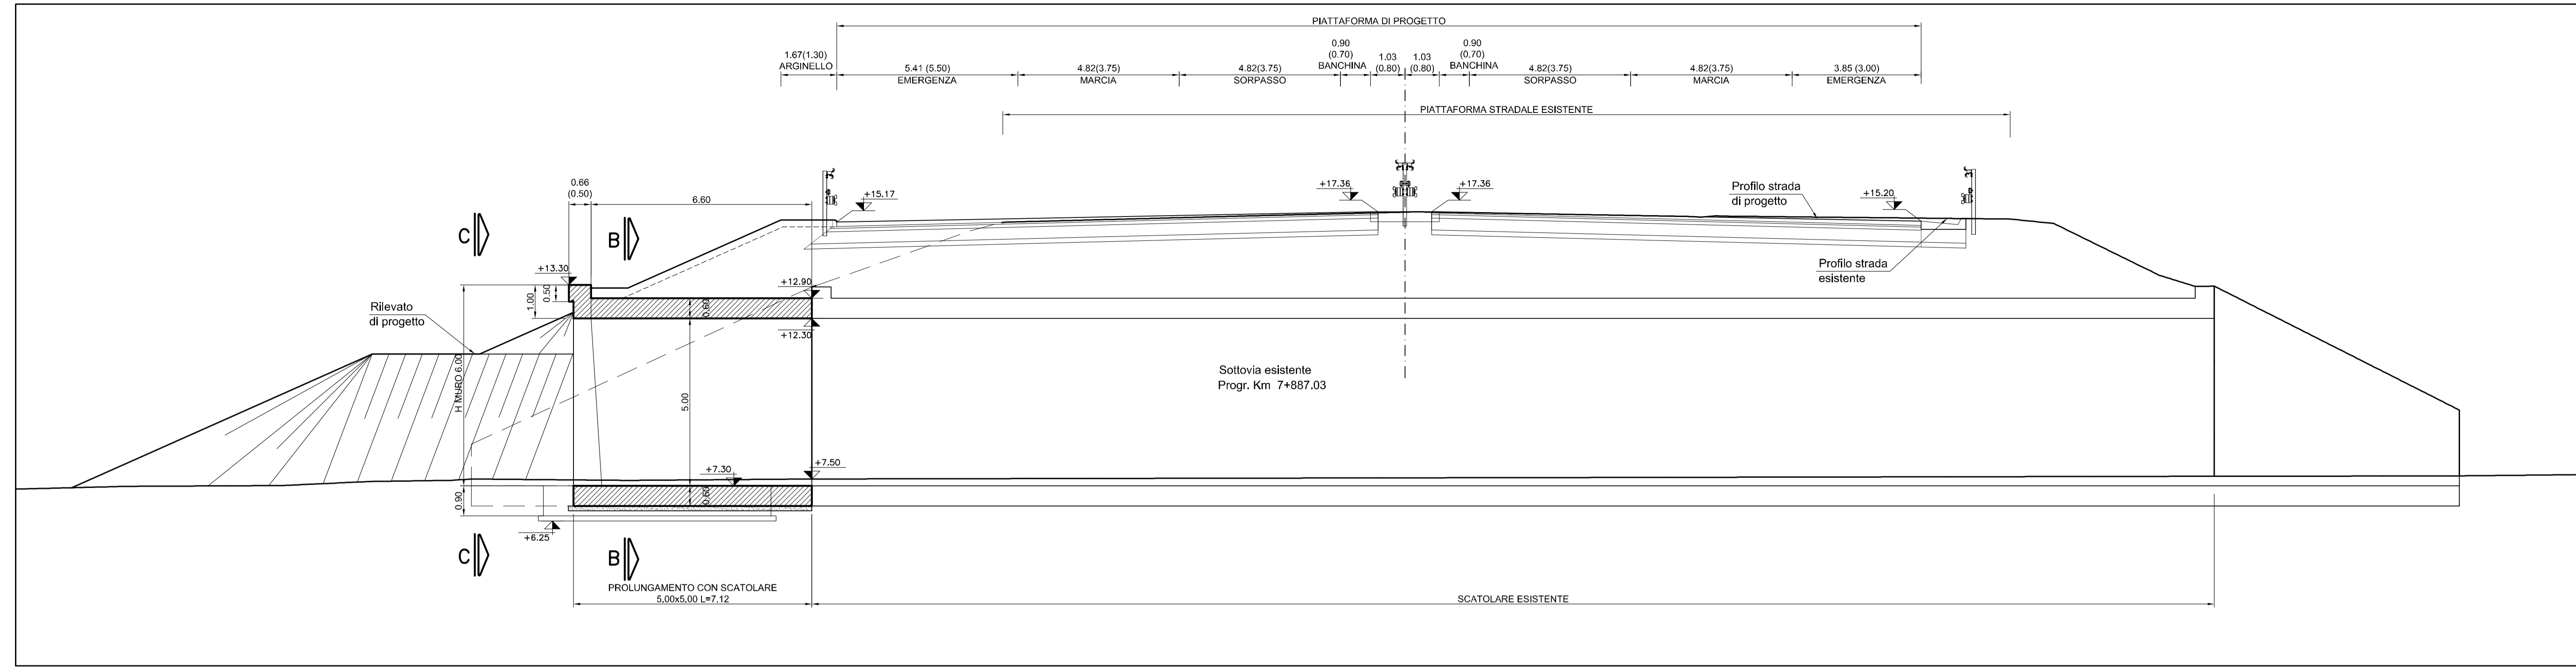 PIATTAFORMA DI PROGETTO
1.67(1.30)
ARGINELLO
5.41 (5.50)
EMERGENZA
4.82(3.75)
MARCIA
4.82(3.75)
SORPASSO
0.90
(0.70)
BANCHINA
1.03
(0.80)
1.03
(0.80)
0.90
(0.70)
BANCHINA
4.82(3.75)
SORPASSO
4.82(3.75)
MARCIA
3.85 (3.00)
EMERGENZA
PIATTAFORMA STRADALE ESISTENTE
0.66
(0.50)
6.60
+15.17
+17.36
+17.36
Profilo strada
di progetto
+15.20
C
B
Profilo strada
esistente
+13.30
+12.90
1.00
0.50
0.60
Rilevato
di progetto
+12.30
H MURO 6.00
5.00
Sottovia esistente
Progr. Km 7+887.03
+7.30
+7.50
0.90
0.60
+6.25
C
B
PROLUNGAMENTO CON SCATOLARE
5,00x5,00 L=7.12
SCATOLARE ESISTENTE